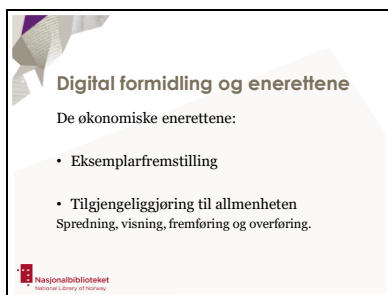 Digital formidling og enerettene
De økonomiske enerettene:
• Eksemplarfremstilling
• Tilgjengeliggjøring til allmenheten
Spredning, visning, fremføring og overføring.
Nasjonalbiblioteket
National Library of Norway